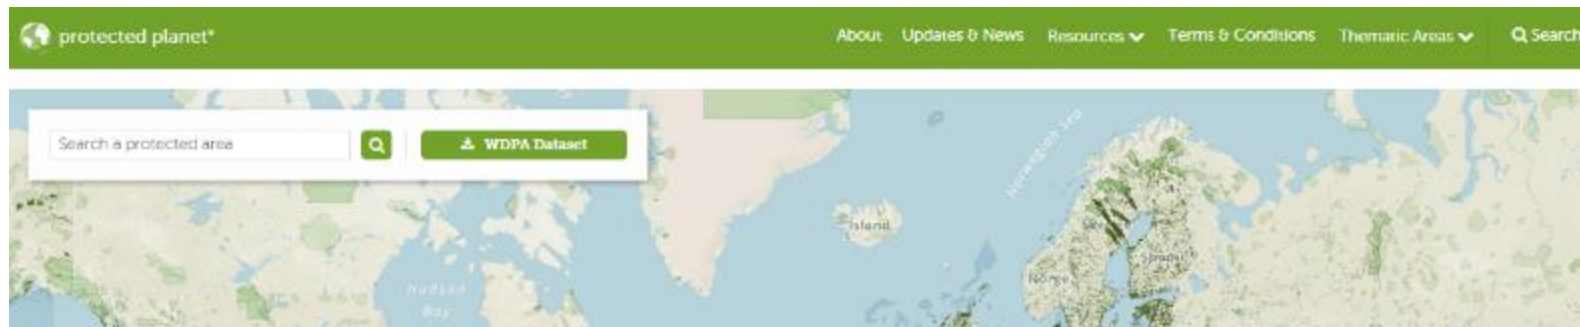 protected planet®
About Updates & News Resources Terms & Conditions Thematic Areas Search
Search a protected area
WDPA Dataset
Norwegian Sea
Island
Norge
Hudson
Bay